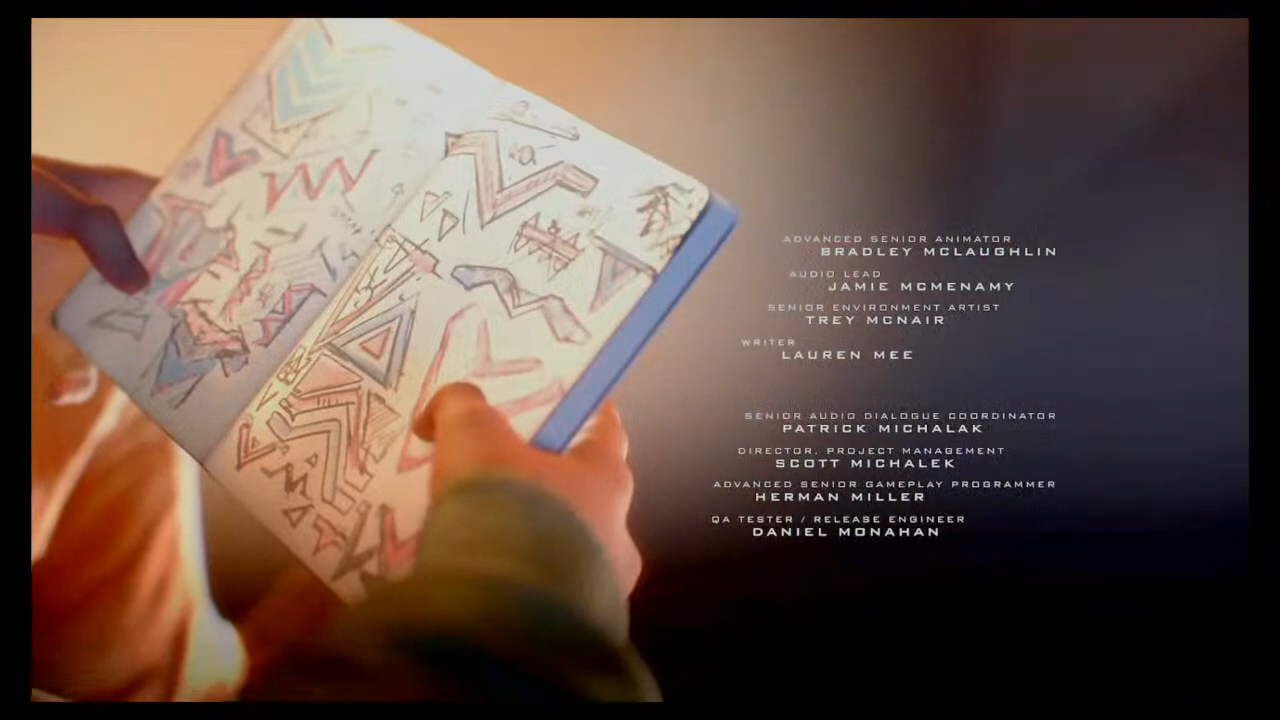 ADVANCED SENIOR ANIMATOR
BRADLEY MCLAUGHLIN
AUDIO LEAD
JAMIE MCMENAMY
SENIOR ENVIRONMENT ARTIST
TREY MCNAIR
WRITER
LAUREN MEE
SENIOR AUDIO DIALOGUE COORDINATOR
PATRICK MICHALAK
DIRECTOR, PROJECT MANAGEMENT
SCOTT MICHALEK
ADVANCED SENIOR GAMEPLAY PROGRAMMER
HERMAN MILLER
QA TESTER / RELEASE ENGINEER
DANIEL MONAHAN